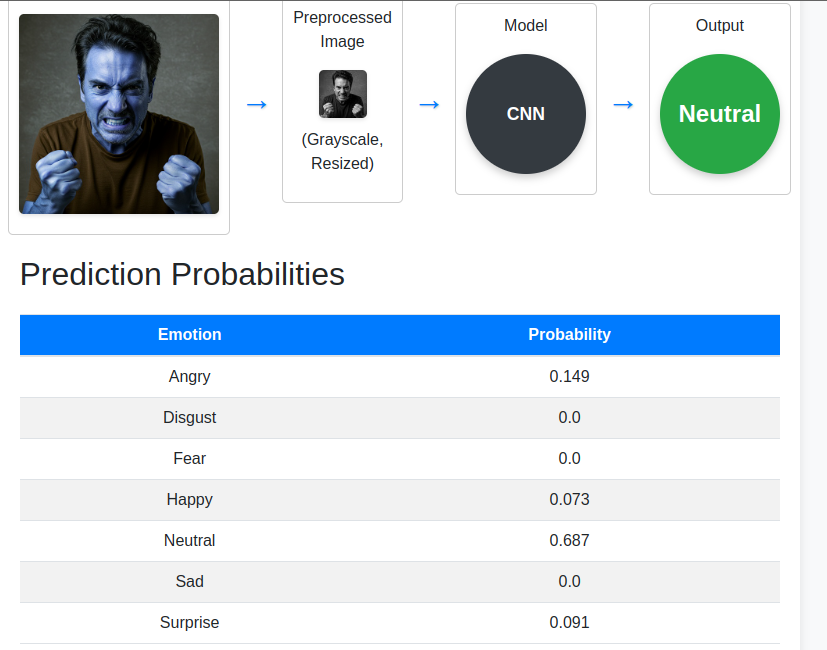 Preprocessed
Image
(Grayscale,
Resized)
Model
CNN
Output
Neutral
Prediction Probabilities
Emotion Probability
Angry 0.149
Disgust 0.0
Fear 0.0
Happy 0.073
Neutral 0.687
Sad 0.0
Surprise 0.091